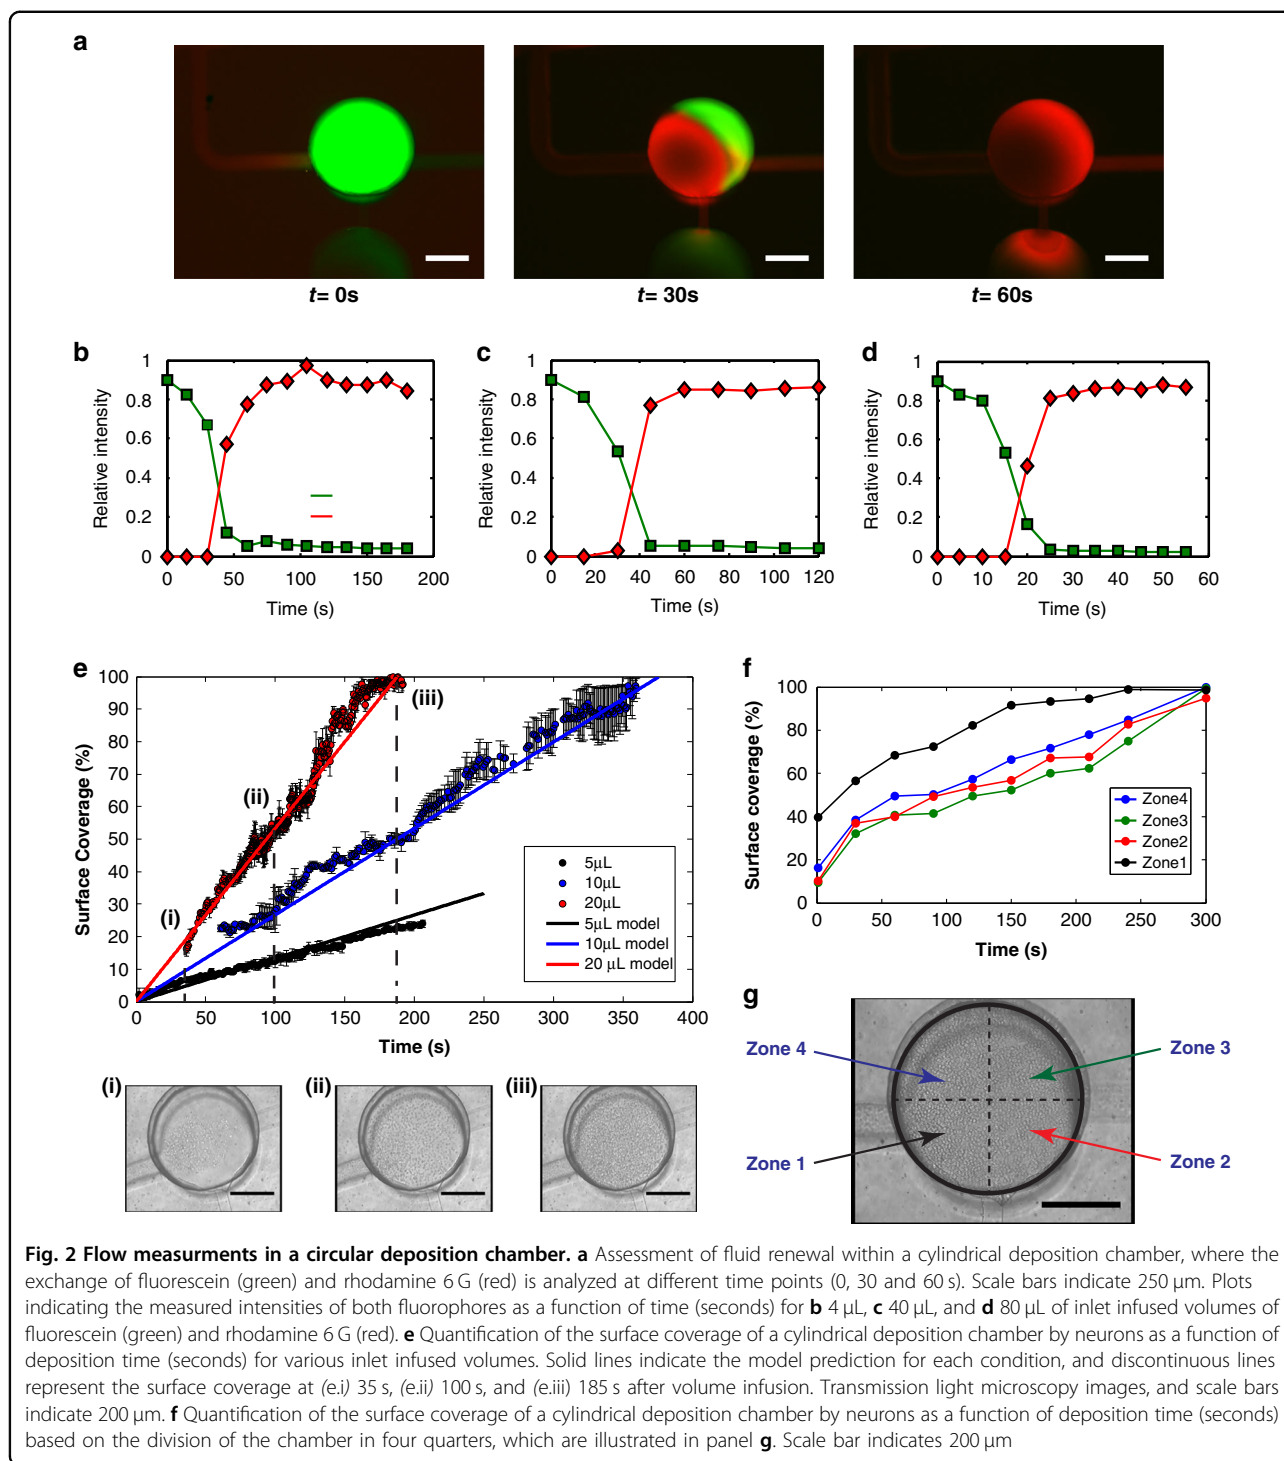 a
t= 0s
t= 30s
t= 60s
b
Relative intensity
1
0.8
0.6
0.4
0.2
0
0
50
100
150
200
Time (s)
c
Relative intensity
1
0.8
0.6
0.4
0.2
0
0
20
40
60
80
100
120
Time (s)
d
Relative intensity
1
0.8
0.6
0.4
0.2
0
0
10
20
30
40
50
60
Time (s)
e
Surface Coverage (%)
100
90
80
70
60
50
40
30
20
10
0
0
50
100
150
200
250
300
350
400
Time (s)
(i)
(ii)
(iii)
5µL
10µL
20µL
5µL model
10µL model
20 µL model
(i)
(ii)
(iii)
f
Surface coverage (%)
100
80
60
40
20
0
0
50
100
150
200
250
300
Time (s)
Zone4
Zone3
Zone2
Zone1
g
Zone 4
Zone 3
Zone 1
Zone 2
Fig. 2 Flow measurments in a circular deposition chamber. a Assessment of fluid renewal within a cylindrical deposition chamber, where the
exchange of fluorescein (green) and rhodamine 6 G (red) is analyzed at different time points (0, 30 and 60 s). Scale bars indicate 250 µm. Plots
indicating the measured intensities of both fluorophores as a function of time (seconds) for b 4 µL, c 40 µL, and d 80 µL of inlet infused volumes of
fluorescein (green) and rhodamine 6 G (red). e Quantification of the surface coverage of a cylindrical deposition chamber by neurons as a function of
deposition time (seconds) for various inlet infused volumes. Solid lines indicate the model prediction for each condition, and discontinuous lines
represent the surface coverage at (e.i) 35 s, (e.ii) 100 s, and (e.iii) 185 s after volume infusion. Transmission light microscopy images, and scale bars
indicate 200 µm. f Quantification of the surface coverage of a cylindrical deposition chamber by neurons as a function of deposition time (seconds)
based on the division of the chamber in four quarters, which are illustrated in panel g. Scale bar indicates 200 µm